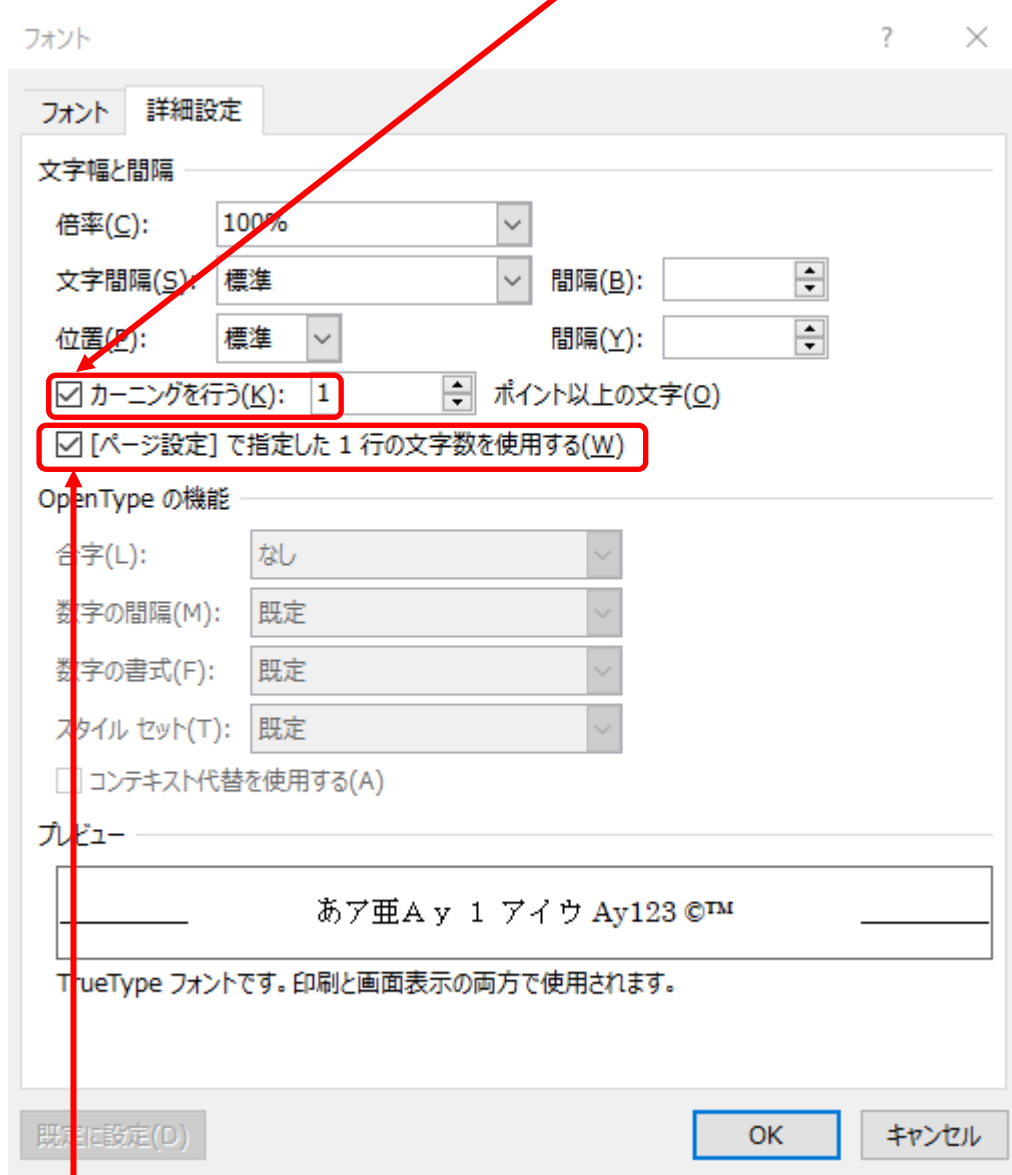 フォント ? ×
フォント 詳細設定
文字幅と間隔
倍率(C): 100%
文字間隔(S): 標準 間隔(B):
位置(P): 標準 間隔(Y):
カーニングを行う(K): 1 ポイント以上の文字(O)
[ページ設定] で指定した 1 行の文字数を使用する(W)
OpenType の機能
合字(L): なし
数字の間隔(M): 既定
数字の書式(F): 既定
スタイル セット(T): 既定
コンテキスト代替を使用する(A)
プレビュー
あア亜Ａｙ １ アイウ Ay123 ©™
TrueType フォントです。印刷と画面表示の両方で使用されます。
既定に設定(D) OK キャンセル